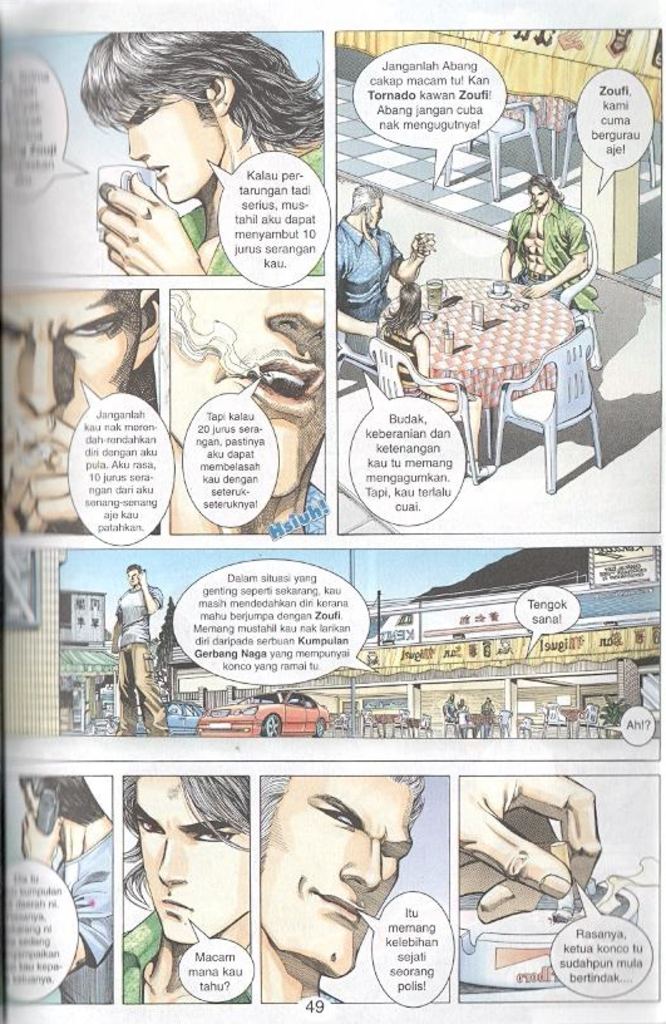 Kalau per-
tarungan tadi
serius, mus-
tahil aku dapat
menyambut 10
jurus serangan
kau.
Janganlah Abang
cakap macam tu! Kan
Tornado kawan Zoufi!
Abang jangan cuba
nak mengugutnya!
Zoufi,
kami
cuma
bergurau
aje!
Janganlah
kau nak meren-
dah-rendahkan
diri dengan aku
pula. Aku rasa,
10 jurus sera-
ngan dari aku
senang-senang
aje kau
patahkan.
Tapi kalau
20 jurus sera-
ngan, pastinya
aku dapat
membelasah
kau dengan
seteruk-
seteruknya!
Hsiuh!
Budak,
keberanian dan
ketenangan
kau tu memang
mengagumkan.
Tapi, kau terlalu
cuai.
Dalam situasi yang
genting seperti sekarang, kau
masih mendedahkan diri kerana
mahu berjumpa dengan Zoufi.
Memang mustahil kau nak larikan
diri daripada serbuan Kumpulan
Gerbang Naga yang mempunyai
konco yang ramai tu.
Tengok
sana!
Ah!?
kumpulan
daerah ni.
Macam
mana kau
tahu?
Itu
memang
kelebihan
sejati
seorang
polis!
Rasanya,
ketua konco tu
sudahpun mula
bertindak....
49